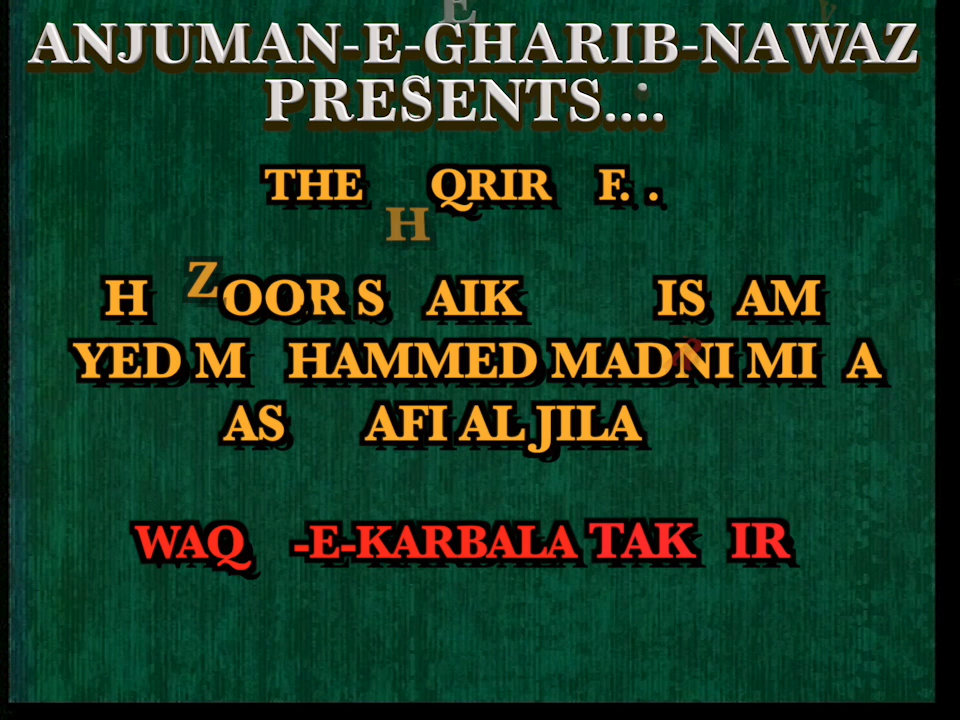 ANJUMAN-E-GHARIB-NAWAZ
PRESENTS....
THE QRIR F. .
H
H Z OOR S AIK IS AM
YED M HAMMED MADNI MI A
AS AFI AL JILA
WAQ -E-KARBALA TAK IR